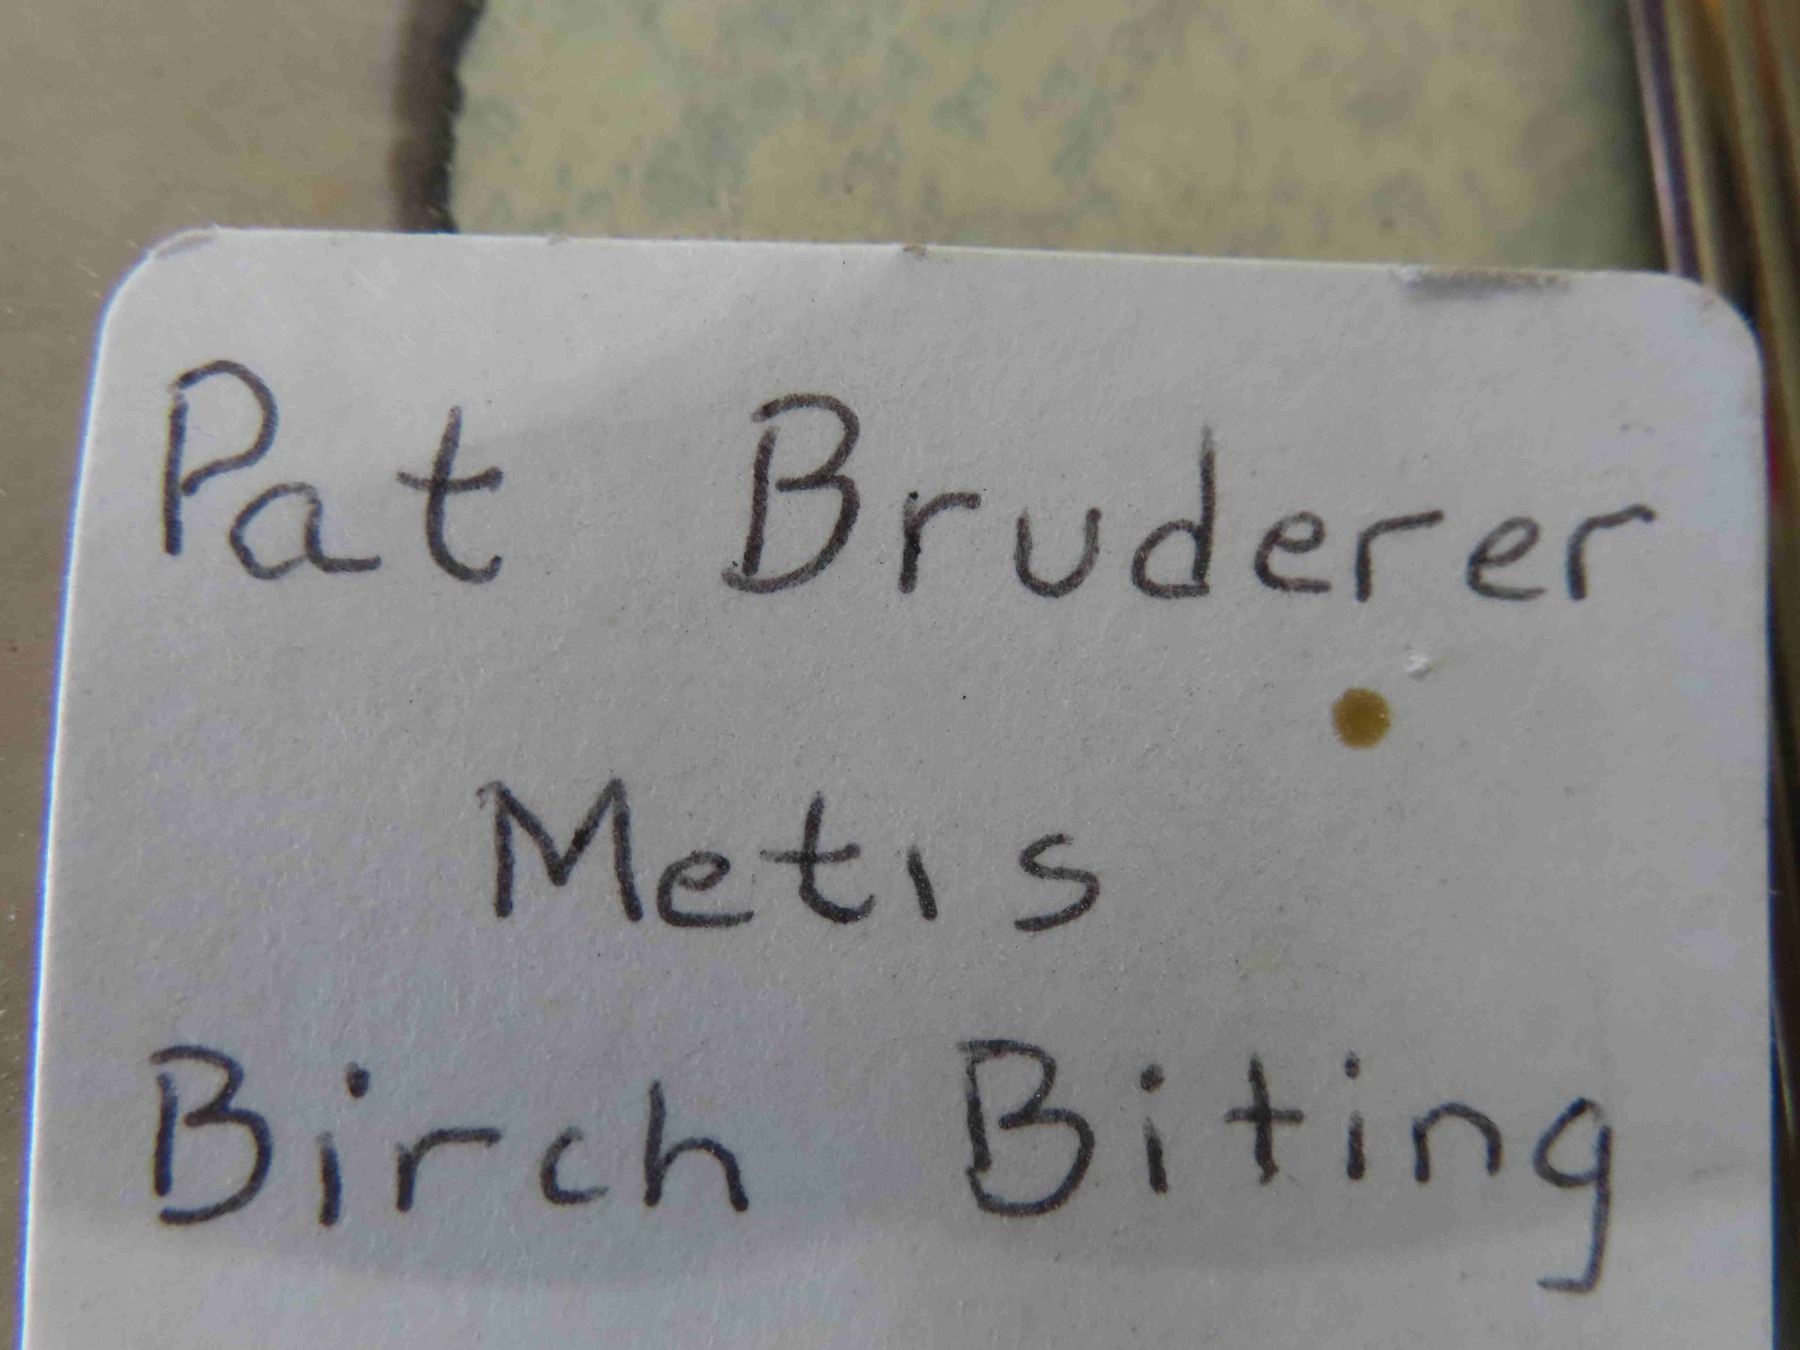 Pat Bruderer
Metis
Birch Biting